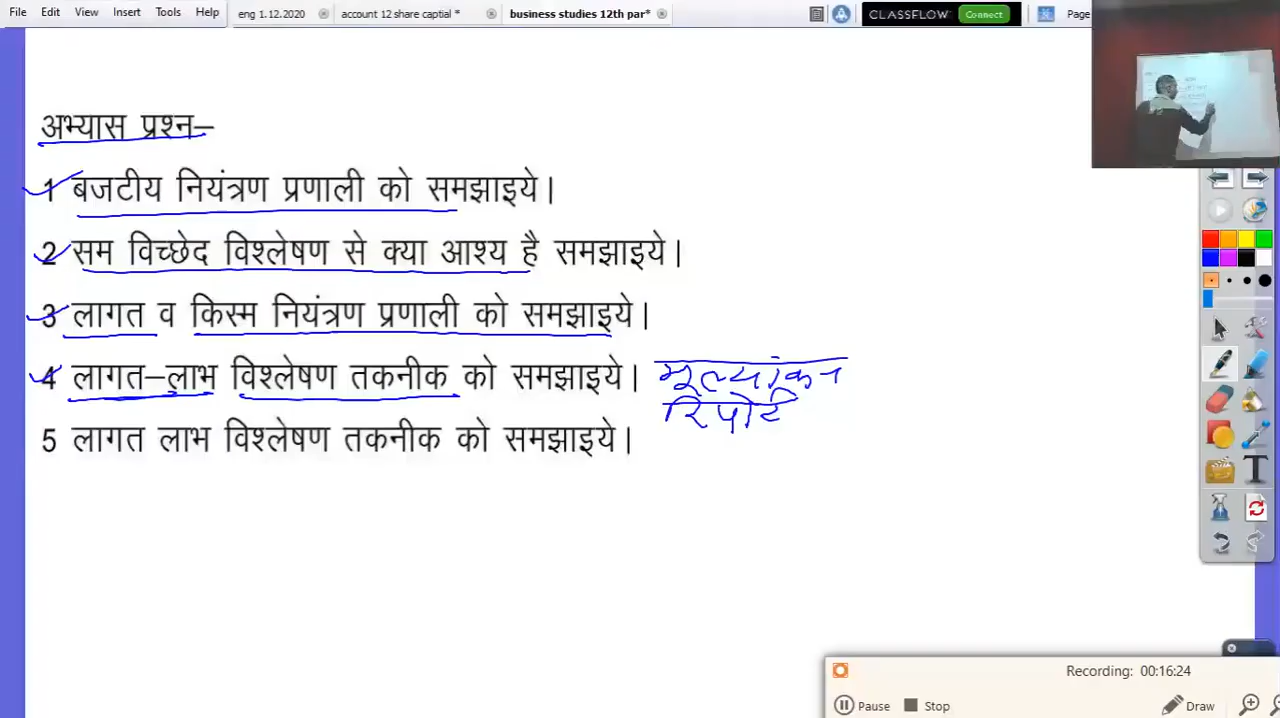 File Edit View Insert Tools Help eng 1.12.2020 account 12 share captial * business studies 12th par* CLASSFLOW Connect Page
अभ्यास प्रश्न–
1 बजटीय नियंत्रण प्रणाली को समझाइये।
2 सम विच्छेद विश्लेषण से क्या आश्य है समझाइये।
3 लागत व किस्म नियंत्रण प्रणाली को समझाइये।
4 लागत–लाभ विश्लेषण तकनीक को समझाइये। मूल्यांकन
रिपोर्ट
5 लागत लाभ विश्लेषण तकनीक को समझाइये।
T
Recording: 00:16:24
Pause Stop Draw